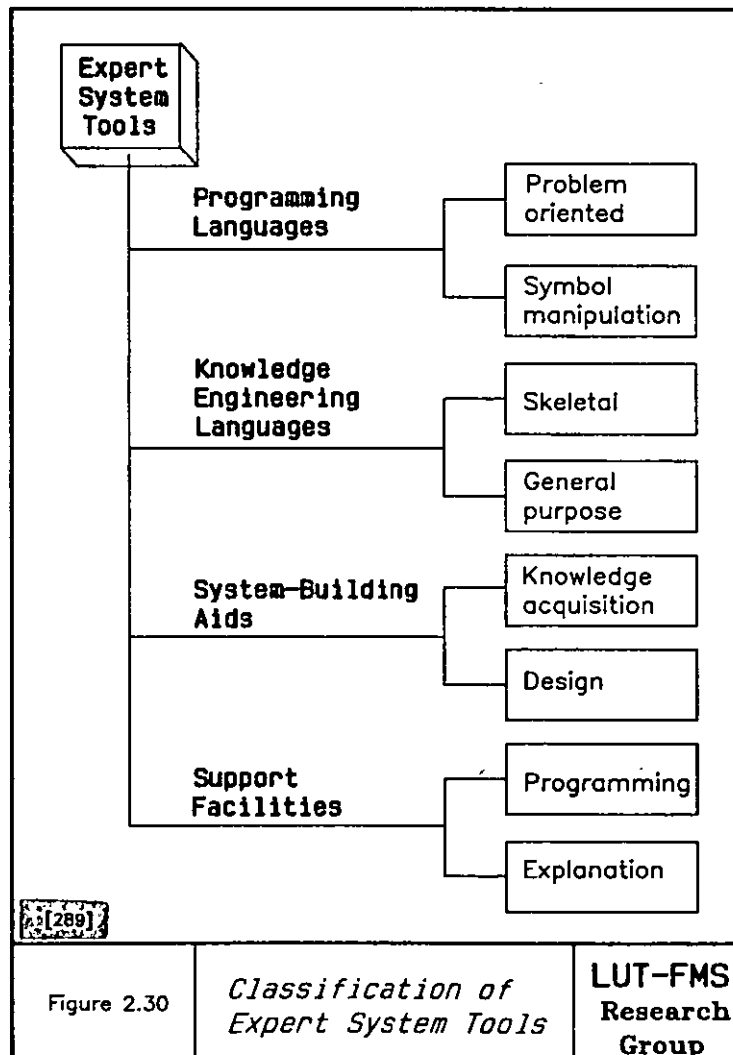 Expert
System
Tools
Programming
Languages
Problem
oriented
Symbol
manipulation
Knowledge
Engineering
Languages
Skeletal
General
purpose
System-Building
Aids
Knowledge
acquisition
Design
Support
Facilities
Programming
Explanation
[289]
Figure 2.30
Classification of
Expert System Tools
LUT-FMS
Research
Group